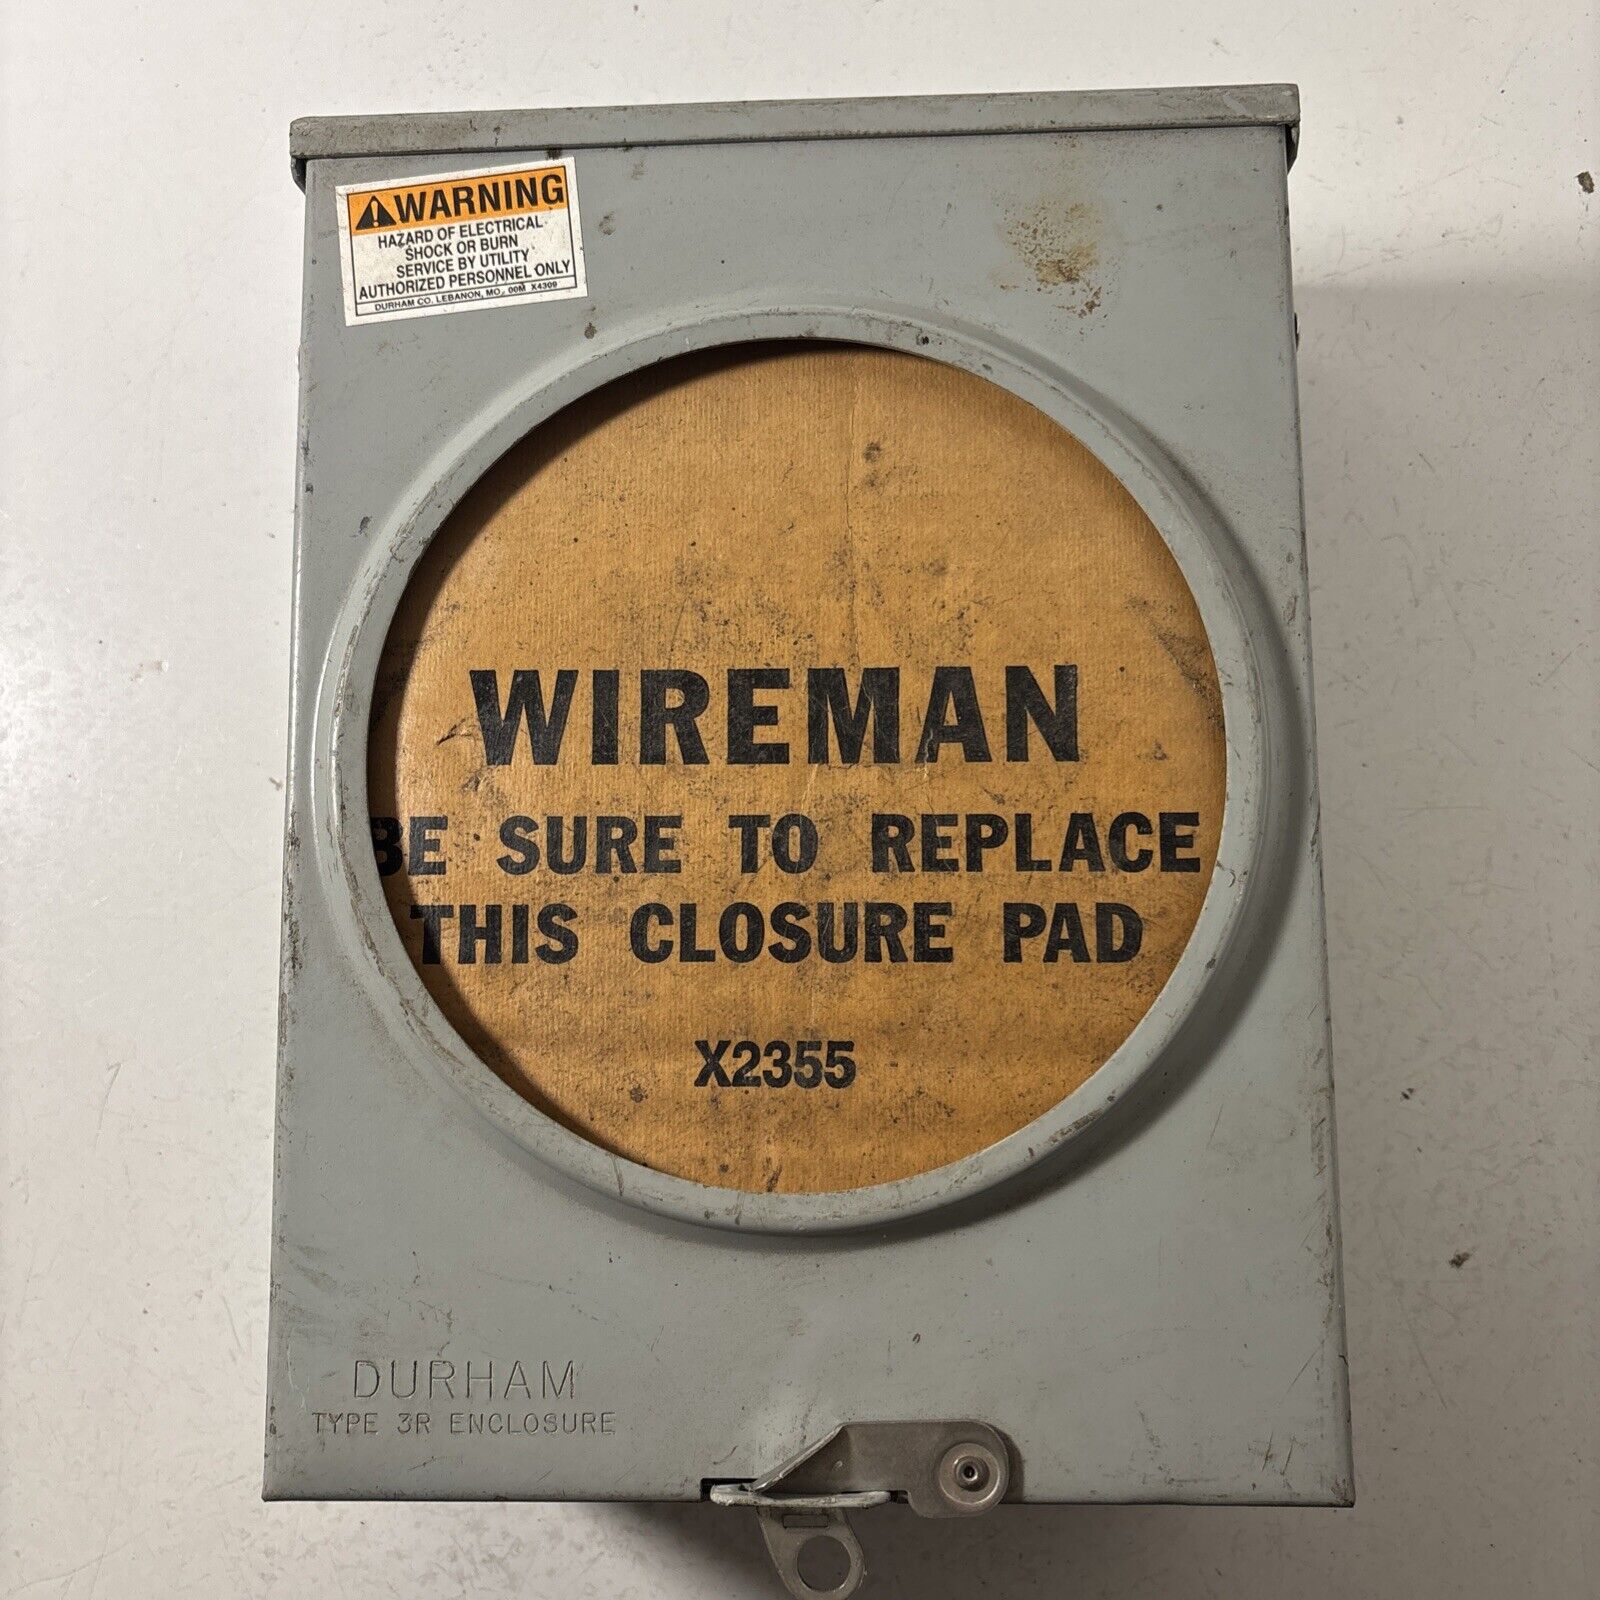 WARNING
HAZARD OF ELECTRICAL
SHOCK OR BURN
SERVICE BY UTILITY
AUTHORIZED PERSONNEL ONLY
DURHAM CO. LEBANON, MO. 00M X4309
WIREMAN
BE SURE TO REPLACE
THIS CLOSURE PAD
X2355
DURHAM
TYPE 3R ENCLOSURE